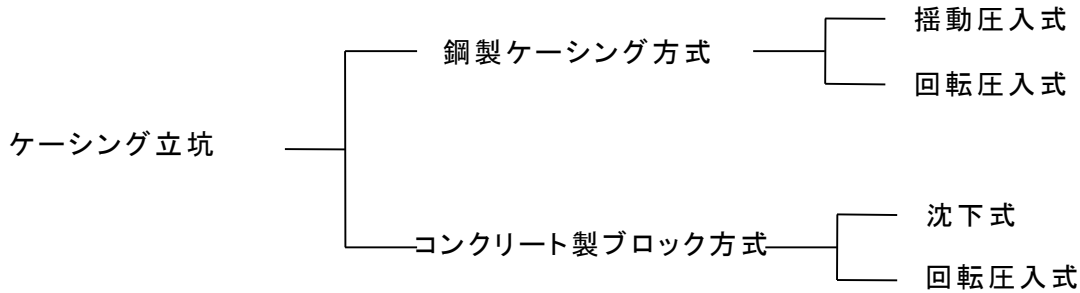 揺動圧入式
鋼製ケーシング方式
回転圧入式
ケーシング立坑
沈下式
コンクリート製ブロック方式
回転圧入式